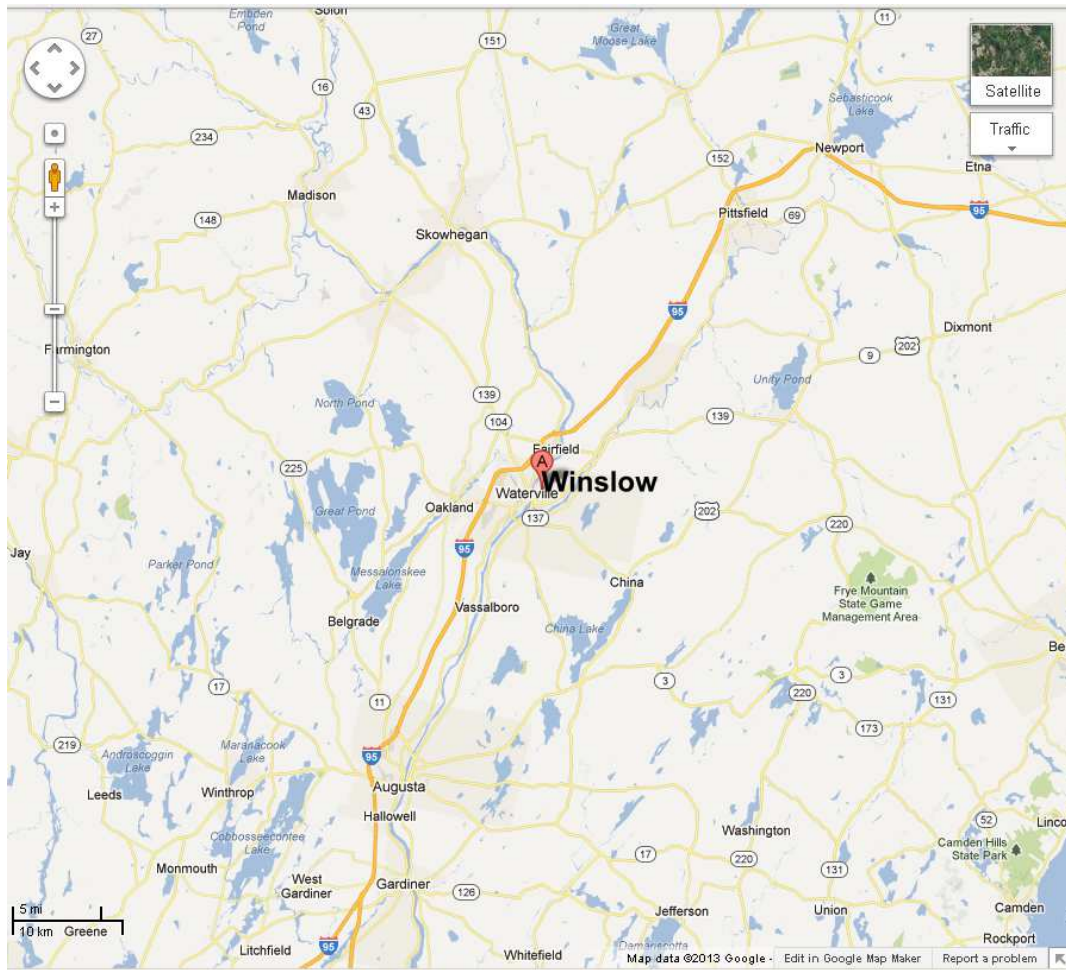 Embden
Pond
Solon
27
151
Great
Moose Lake
11
Satellite
16
43
Sebasticook
Lake
Traffic
234
Newport
152
Etna
Madison
148
Pittsfield
69
95
Skowhegan
95
Dixmont
Farmington
202
9
Unity Pond
139
North Pond
104
139
Fairfield
A
225
Winslow
Waterville
Oakland
Great Pond
137
202
220
95
Jay
Parker Pond
Messalonskee
Lake
China
Frye Mountain
State Game
Management Area
Vassalboro
Belgrade
China Lake
Be
17
3
3
11
220
131
173
219
Androscoggin
Lake
Maranacook
Lake
95
Augusta
Leeds
Winthrop
Hallowell
Cobbosseecontee
Lake
Washington
52
Linco
Camden Hills
State Park
17
220
131
Monmouth
West
Gardiner
Gardiner
126
5 mi
10 km
Greene
Jefferson
Union
Camden
Litchfield
95
Whitefield
Damariscotta
Rockport
Map data ©2013 Google -
Edit in Google Map Maker
Report a problem